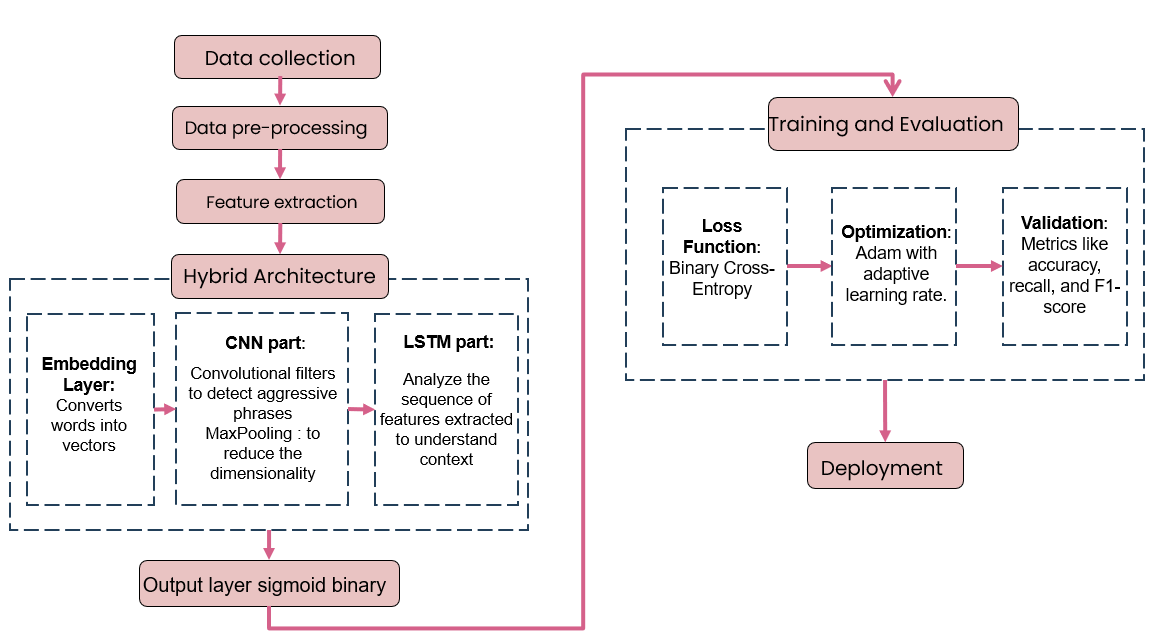 Data collection
Data pre-processing
Feature extraction
Hybrid Architecture
Embedding
Layer:
Converts
words into
vectors
CNN part:
Convolutional filters
to detect aggressive
phrases
MaxPooling : to
reduce the
dimensionality
LSTM part:
Analyze the
sequence of
features extracted
to understand
context
Output layer sigmoid binary
Training and Evaluation
Loss
Function:
Binary Cross-
Entropy
Optimization:
Adam with
adaptive
learning rate.
Validation:
Metrics like
accuracy,
recall, and F1-
score
Deployment